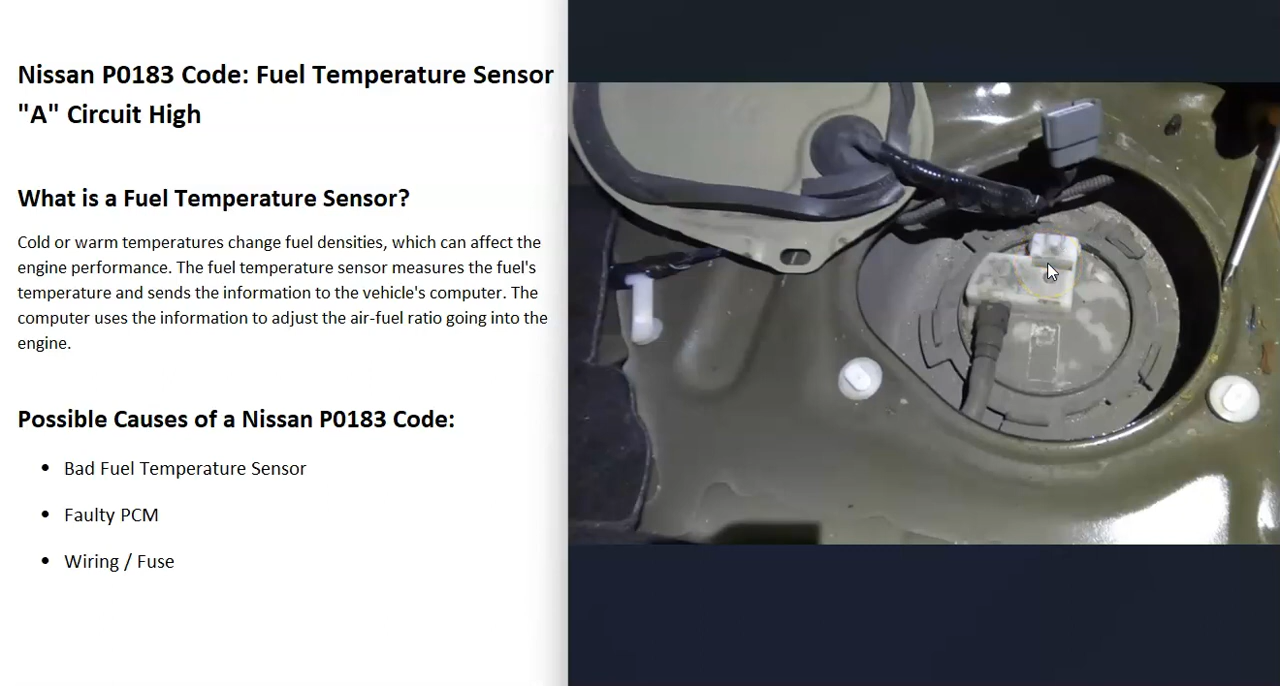 Nissan P0183 Code: Fuel Temperature Sensor
"A" Circuit High
What is a Fuel Temperature Sensor?
Cold or warm temperatures change fuel densities, which can affect the
engine performance. The fuel temperature sensor measures the fuel's
temperature and sends the information to the vehicle's computer. The
computer uses the information to adjust the air-fuel ratio going into the
engine.
Possible Causes of a Nissan P0183 Code:
• Bad Fuel Temperature Sensor
• Faulty PCM
• Wiring / Fuse